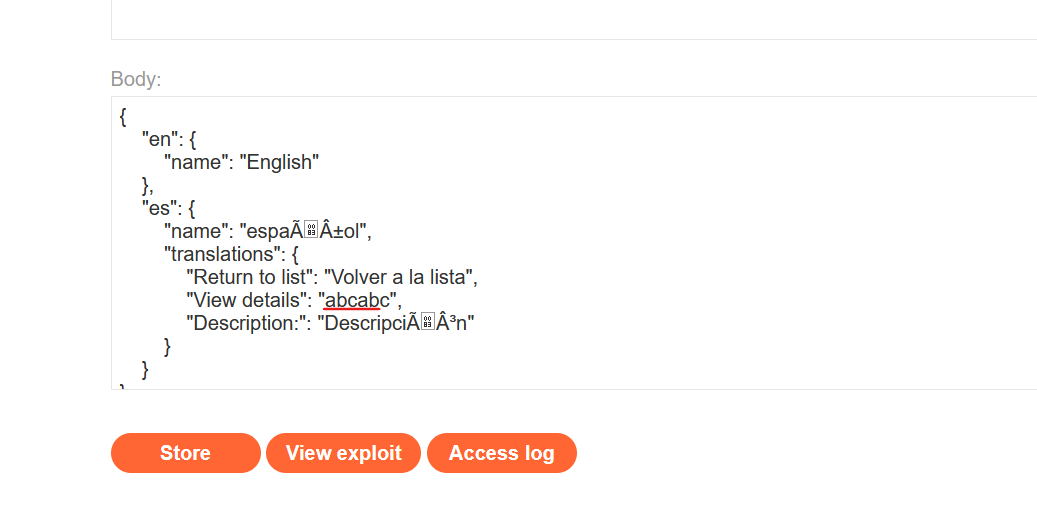 Body:
{
"en": {
"name": "English"
},
"es": {
"name": "espaÃ±ol",
"translations": {
"Return to list": "Volver a la lista",
"View details": "abcabc",
"Description:": "DescripciÃÂ³n"
}
}
}
Store View exploit Access log